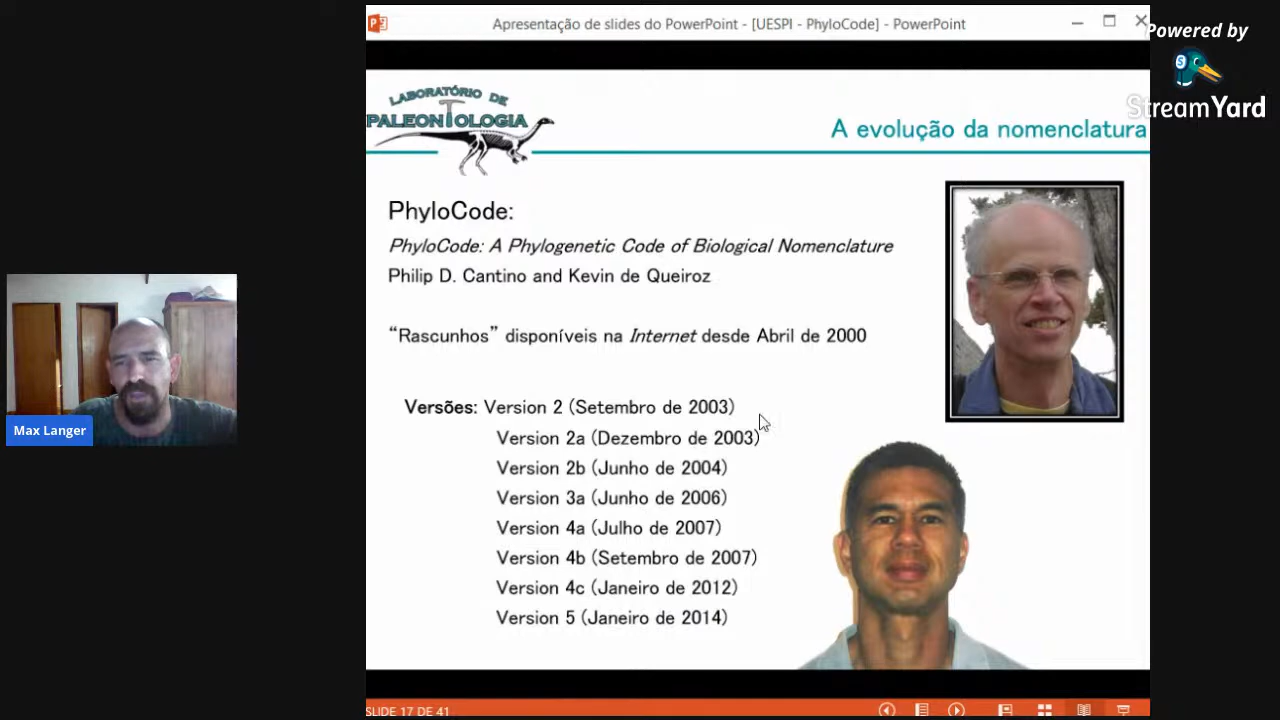 Apresentação de slides do PowerPoint - [UESPI - PhyloCode] - PowerPoint
Powered by
StreamYard
LABORATÓRIO DE
PALEONTOLOGIA
A evolução da nomenclatura
PhyloCode:
PhyloCode: A Phylogenetic Code of Biological Nomenclature
Philip D. Cantino and Kevin de Queiroz
“Rascunhos” disponíveis na Internet desde Abril de 2000
Versões: Version 2 (Setembro de 2003)
Version 2a (Dezembro de 2003)
Version 2b (Junho de 2004)
Version 3a (Junho de 2006)
Version 4a (Julho de 2007)
Version 4b (Setembro de 2007)
Version 4c (Janeiro de 2012)
Version 5 (Janeiro de 2014)
Max Langer
SLIDE 17 DE 41